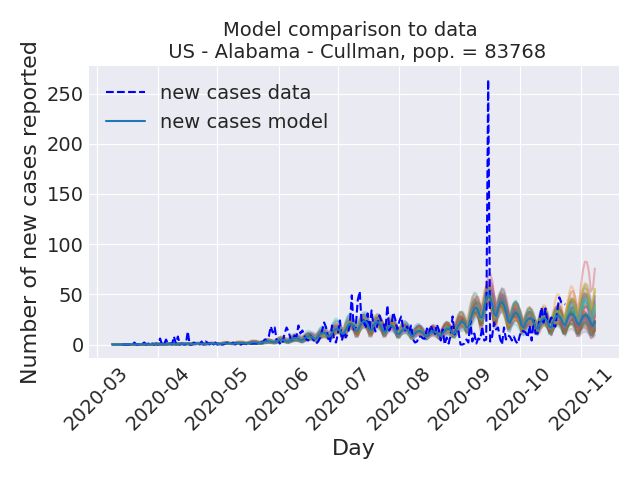 Model comparison to data
US - Alabama - Cullman, pop. = 83768
Number of new cases reported
250
200
150
100
50
0
new cases data
new cases model
2020-03
2020-04
2020-05
2020-06
2020-07
2020-08
2020-09
2020-10
2020-11
Day